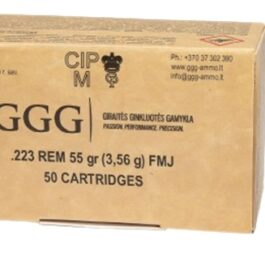 CIP
M
Ph.: +370 37 302 390
www.ggg-ammo.lt
info@ggg-ammo.lt
GGG
GIRAITĖS GINKLUOTĖS GAMYKLA
PASSION. PERFORMANCE. PRECISION.
.223 REM 55 gr (3,56 g) FMJ
50 CARTRIDGES